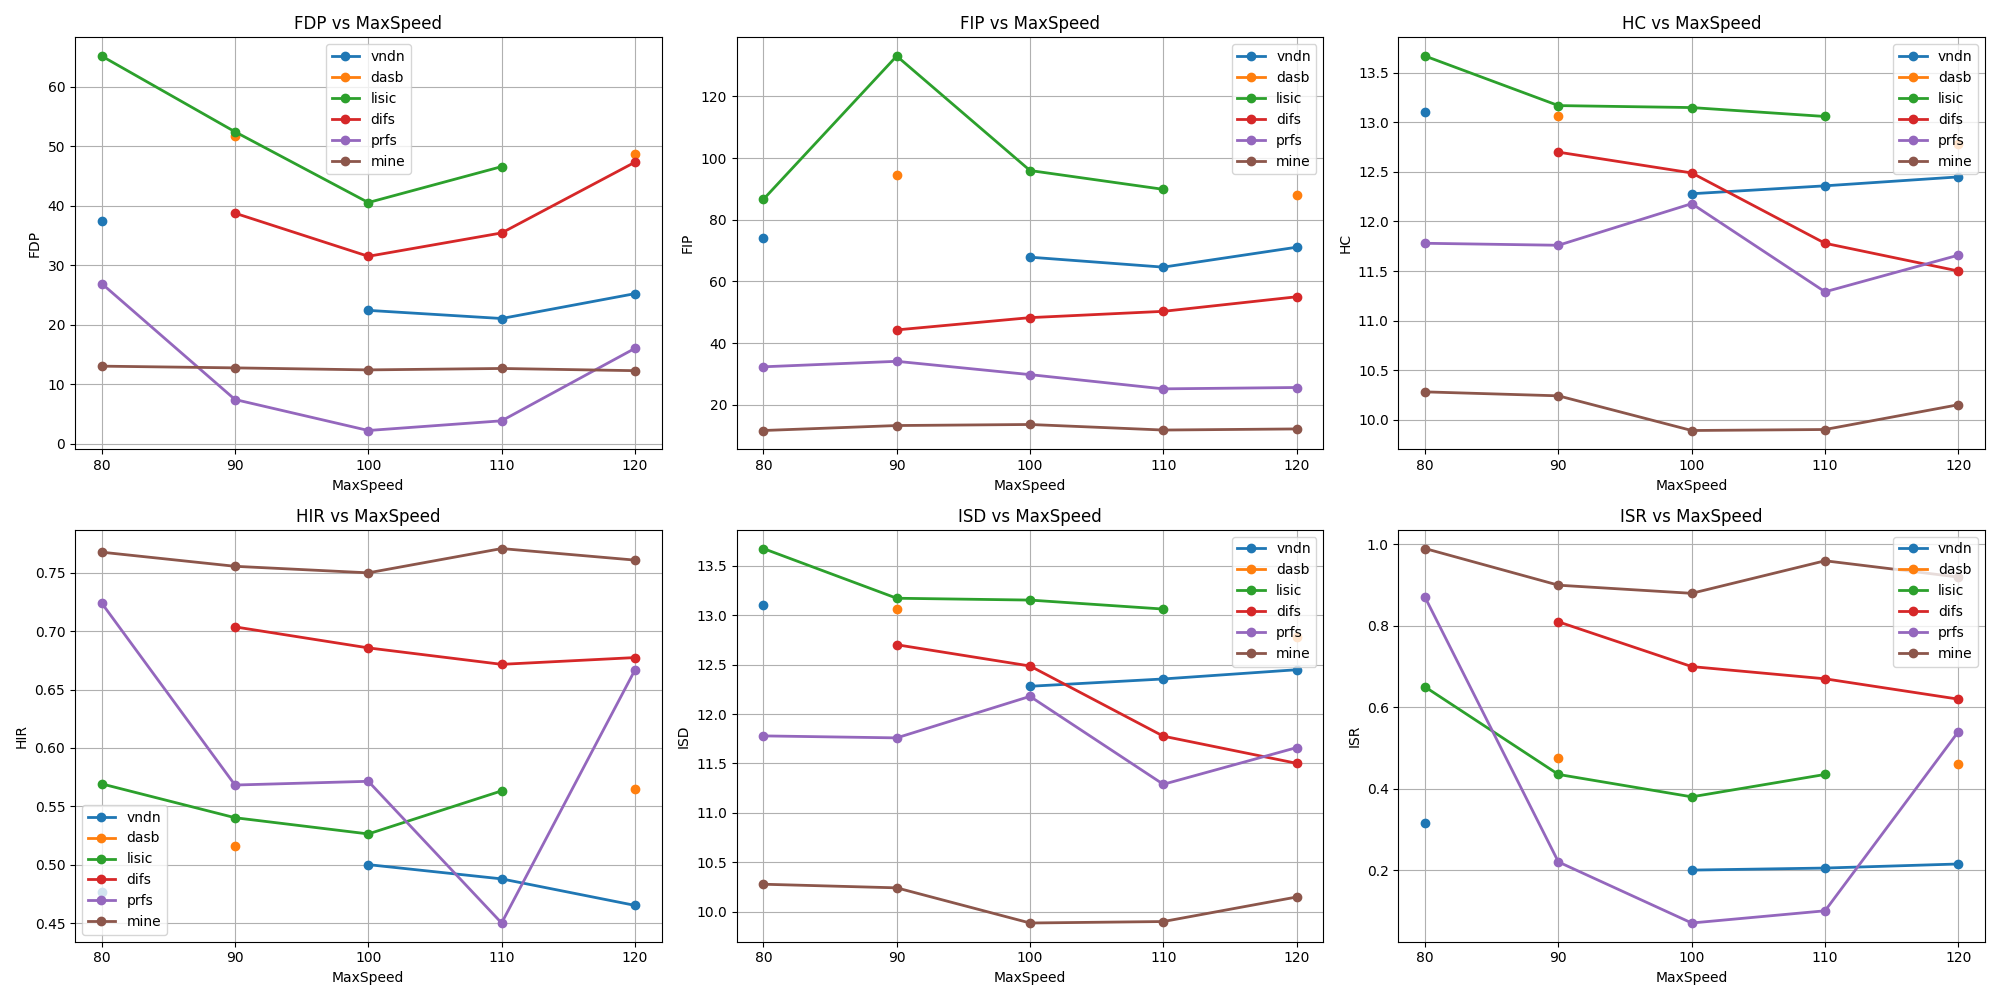 FDP vs MaxSpeed
FDP
60
50
40
30
20
10
0
80 90 100 110 120
MaxSpeed
vndn
dasb
lisic
difs
prfs
mine
FIP vs MaxSpeed
FIP
120
100
80
60
40
20
80 90 100 110 120
MaxSpeed
vndn
dasb
lisic
difs
prfs
mine
HC vs MaxSpeed
HC
13.5
13.0
12.5
12.0
11.5
11.0
10.5
10.0
80 90 100 110 120
MaxSpeed
vndn
dasb
lisic
difs
prfs
mine
HIR vs MaxSpeed
HIR
0.75
0.70
0.65
0.60
0.55
0.50
0.45
80 90 100 110 120
MaxSpeed
vndn
dasb
lisic
difs
prfs
mine
ISD vs MaxSpeed
ISD
13.5
13.0
12.5
12.0
11.5
11.0
10.5
10.0
80 90 100 110 120
MaxSpeed
vndn
dasb
lisic
difs
prfs
mine
ISR vs MaxSpeed
ISR
1.0
0.8
0.6
0.4
0.2
80 90 100 110 120
MaxSpeed
vndn
dasb
lisic
difs
prfs
mine